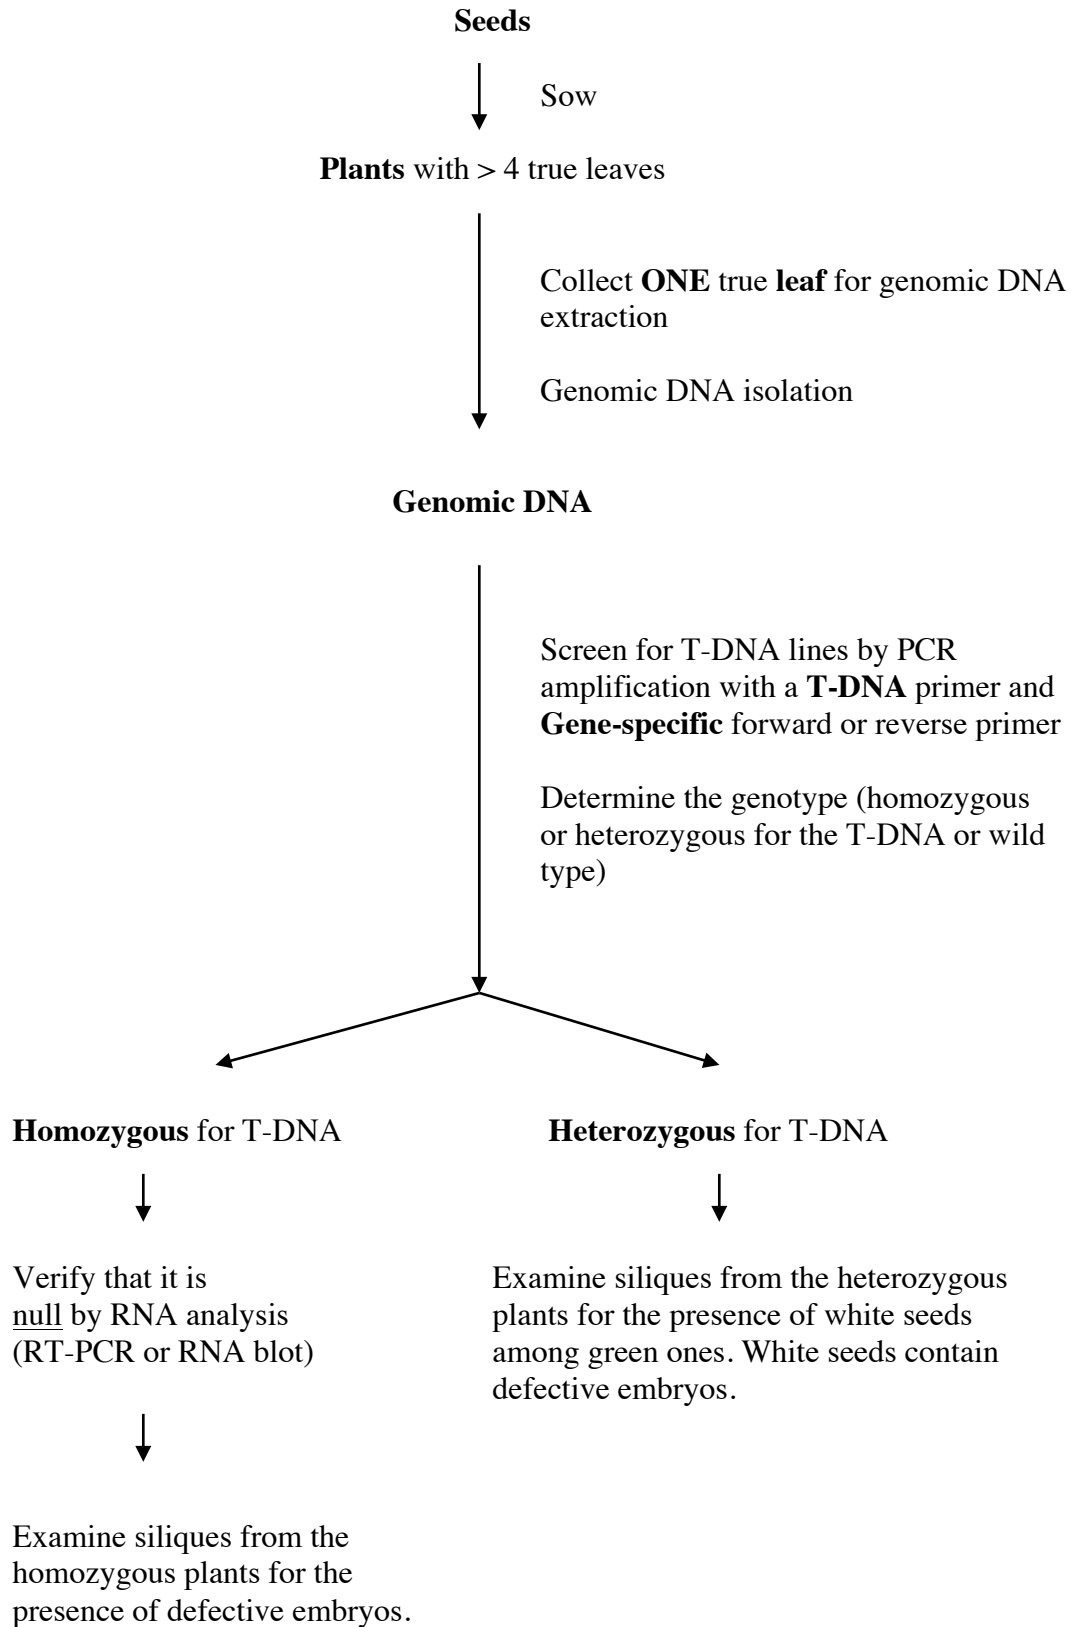 Seeds
Sow
Plants with > 4 true leaves
Collect ONE true leaf for genomic DNA
extraction
Genomic DNA isolation
Genomic DNA
Screen for T-DNA lines by PCR
amplification with a T-DNA primer and
Gene-specific forward or reverse primer
Determine the genotype (homozygous
or heterozygous for the T-DNA or wild
type)
Homozygous for T-DNA
Heterozygous for T-DNA
Verify that it is
null by RNA analysis
(RT-PCR or RNA blot)
Examine siliques from the heterozygous
plants for the presence of white seeds
among green ones. White seeds contain
defective embryos.
Examine siliques from the
homozygous plants for the
presence of defective embryos.